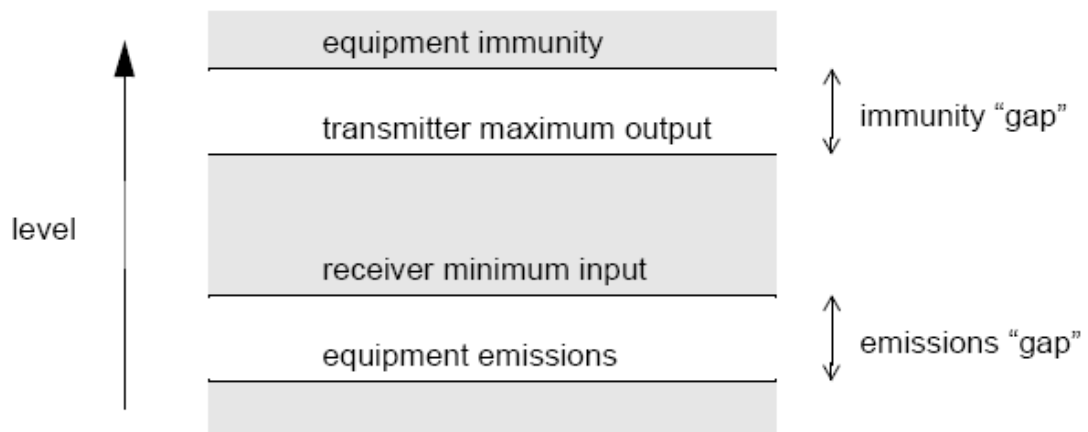 equipment immunity
transmitter maximum output
immunity “gap”
level
receiver minimum input
equipment emissions
emissions “gap”